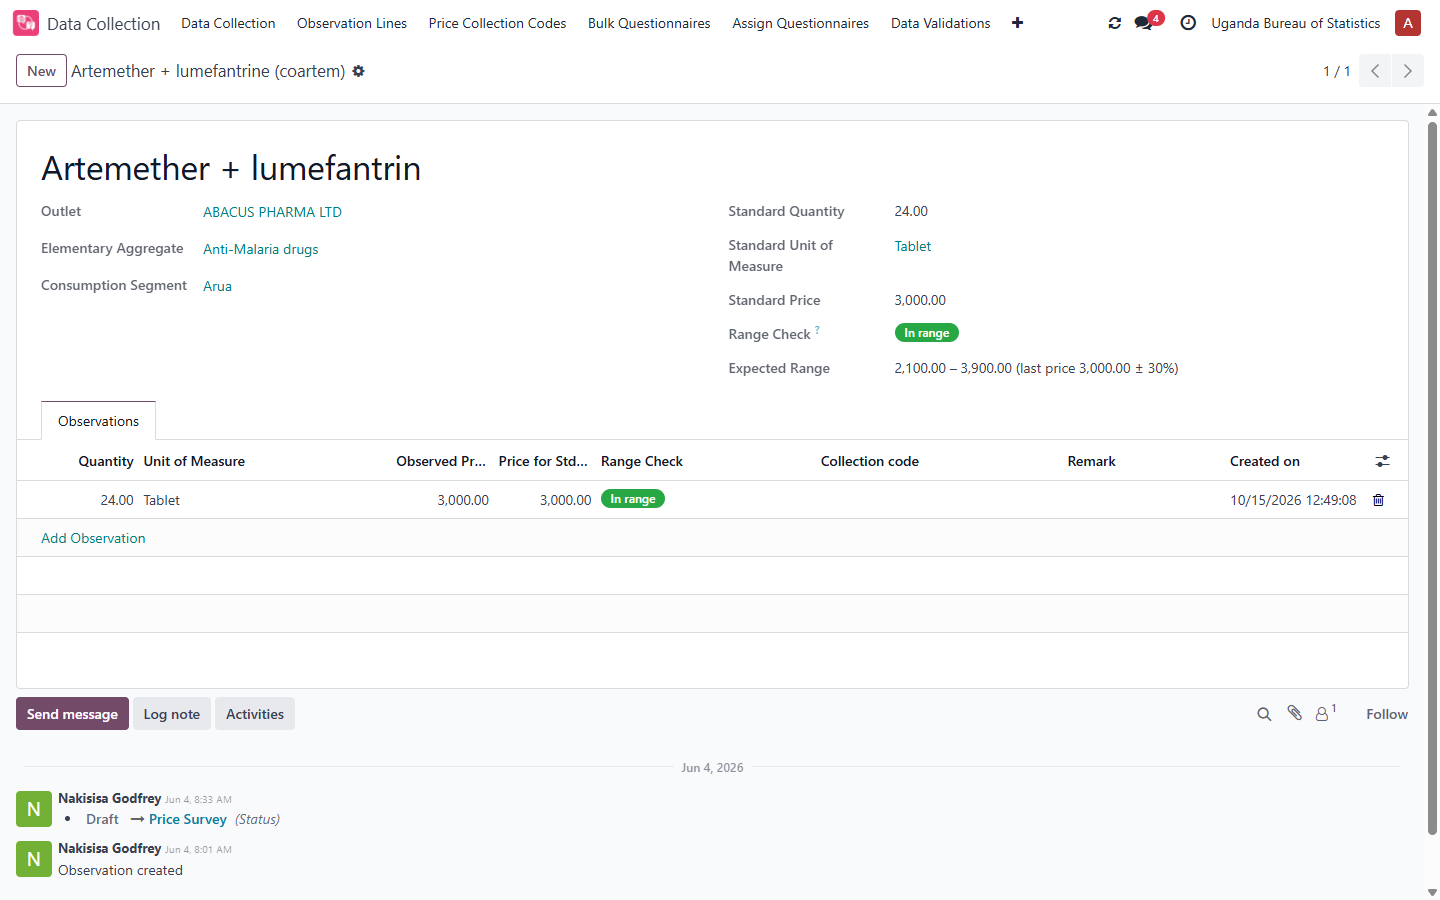 Data Collection
Data Collection
Observation Lines
Price Collection Codes
Bulk Questionnaires
Assign Questionnaires
Data Validations
4
Uganda Bureau of Statistics
A
New
Artemether + lumefantrine (coartem)
1 / 1
Artemether + lumefantrin
Outlet
ABACUS PHARMA LTD
Elementary Aggregate
Anti-Malaria drugs
Consumption Segment
Arua
Standard Quantity
24.00
Standard Unit of
Measure
Tablet
Standard Price
3,000.00
Range Check ?
In range
Expected Range
2,100.00 – 3,900.00 (last price 3,000.00 ± 30%)
Observations
Quantity Unit of Measure Observed Pr... Price for Std... Range Check Collection code Remark Created on
24.00 Tablet 3,000.00 3,000.00 In range 10/15/2026 12:49:08
Add Observation
Send message
Log note
Activities
1
Follow
Jun 4, 2026
N
Nakisisa Godfrey Jun 4, 8:33 AM
• Draft → Price Survey (Status)
N
Nakisisa Godfrey Jun 4, 8:01 AM
Observation created